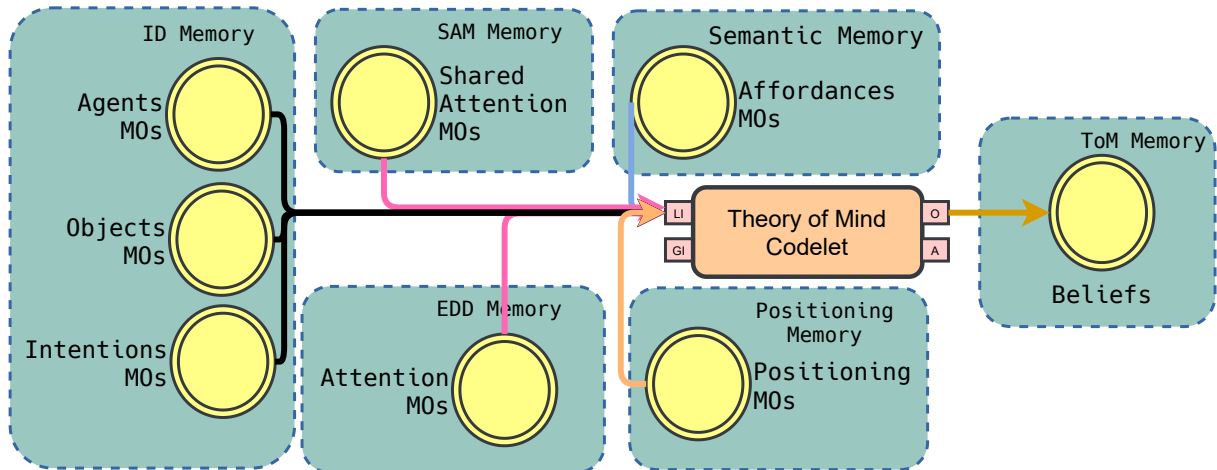 ID Memory
Agents
MOs
Objects
MOs
Intentions
MOs
SAM Memory
Shared
Attention
MOs
EDD Memory
Attention
MOs
Semantic Memory
Affordances
MOs
Positioning
Memory
Positioning
MOs
LI
GI
Theory of Mind
Codelet
O
A
ToM Memory
Beliefs